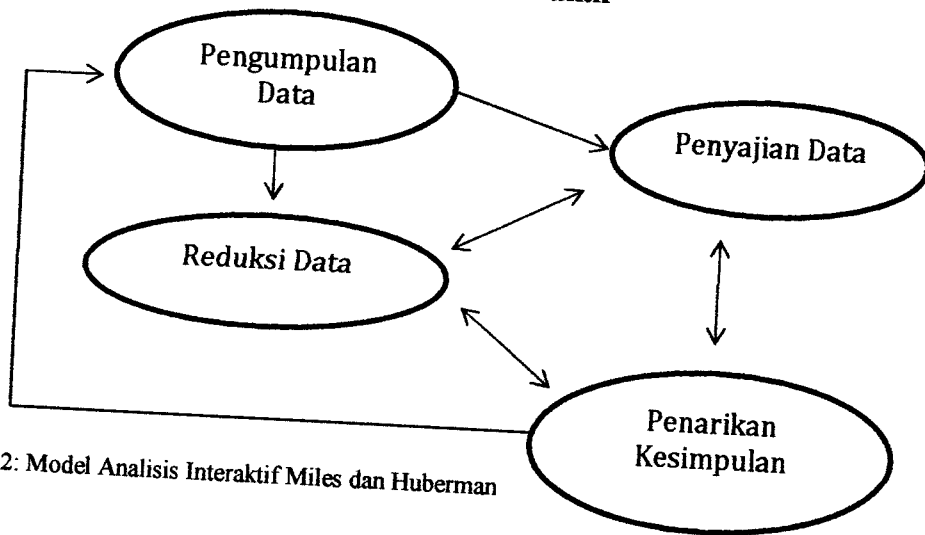 Pengumpulan
Data
Penyajian Data
Reduksi Data
Penarikan
Kesimpulan
2: Model Analisis Interaktif Miles dan Huberman